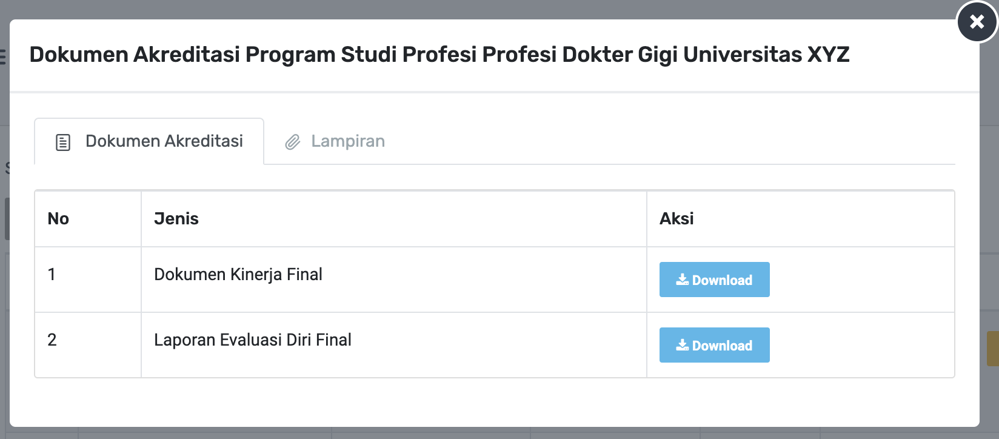 Dokumen Akreditasi Program Studi Profesi Profesi Dokter Gigi Universitas XYZ
Dokumen Akreditasi
Lampiran
No Jenis Aksi
1 Dokumen Kinerja Final Download
2 Laporan Evaluasi Diri Final Download